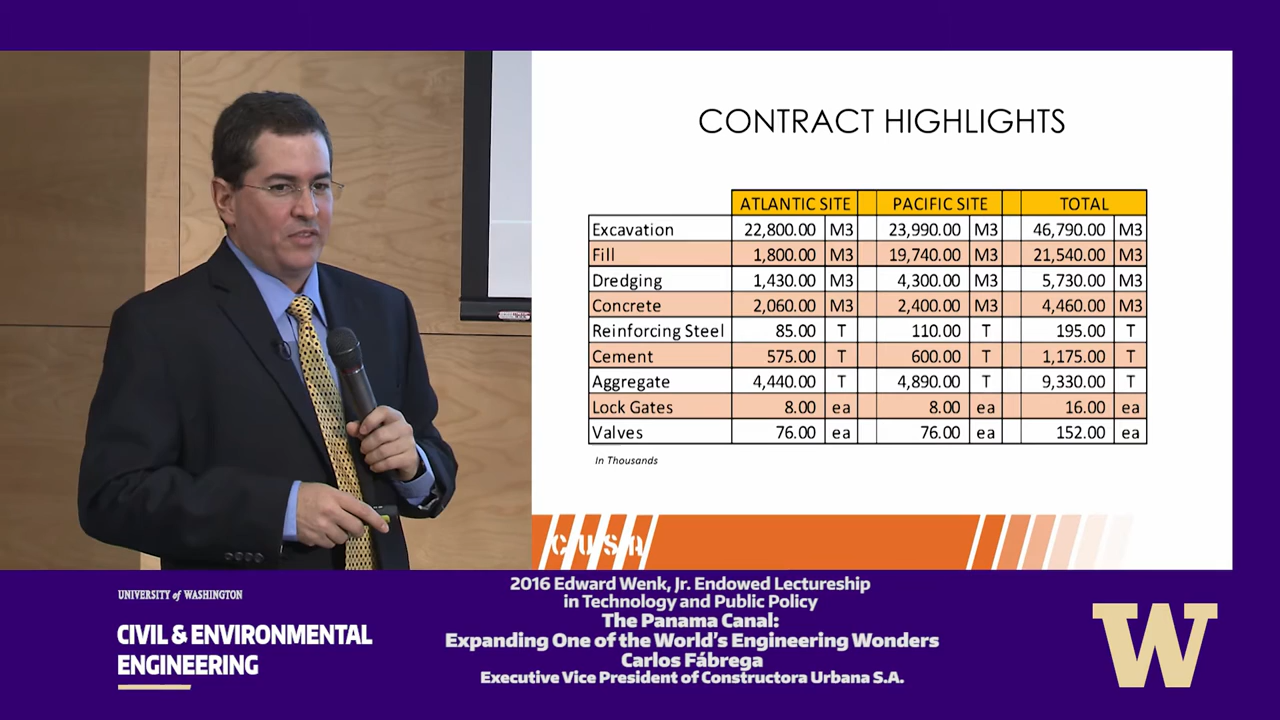 CONTRACT HIGHLIGHTS
ATLANTIC SITE PACIFIC SITE TOTAL
Excavation 22,800.00 M3 23,990.00 M3 46,790.00 M3
Fill 1,800.00 M3 19,740.00 M3 21,540.00 M3
Dredging 1,430.00 M3 4,300.00 M3 5,730.00 M3
Concrete 2,060.00 M3 2,400.00 M3 4,460.00 M3
Reinforcing Steel 85.00 T 110.00 T 195.00 T
Cement 575.00 T 600.00 T 1,175.00 T
Aggregate 4,440.00 T 4,890.00 T 9,330.00 T
Lock Gates 8.00 ea 8.00 ea 16.00 ea
Valves 76.00 ea 76.00 ea 152.00 ea
In Thousands
CUSA
UNIVERSITY of WASHINGTON
CIVIL & ENVIRONMENTAL
ENGINEERING
2016 Edward Wenk, Jr. Endowed Lectureship
in Technology and Public Policy
The Panama Canal:
Expanding One of the World's Engineering Wonders
Carlos Fábrega
Executive Vice President of Constructora Urbana S.A.
W